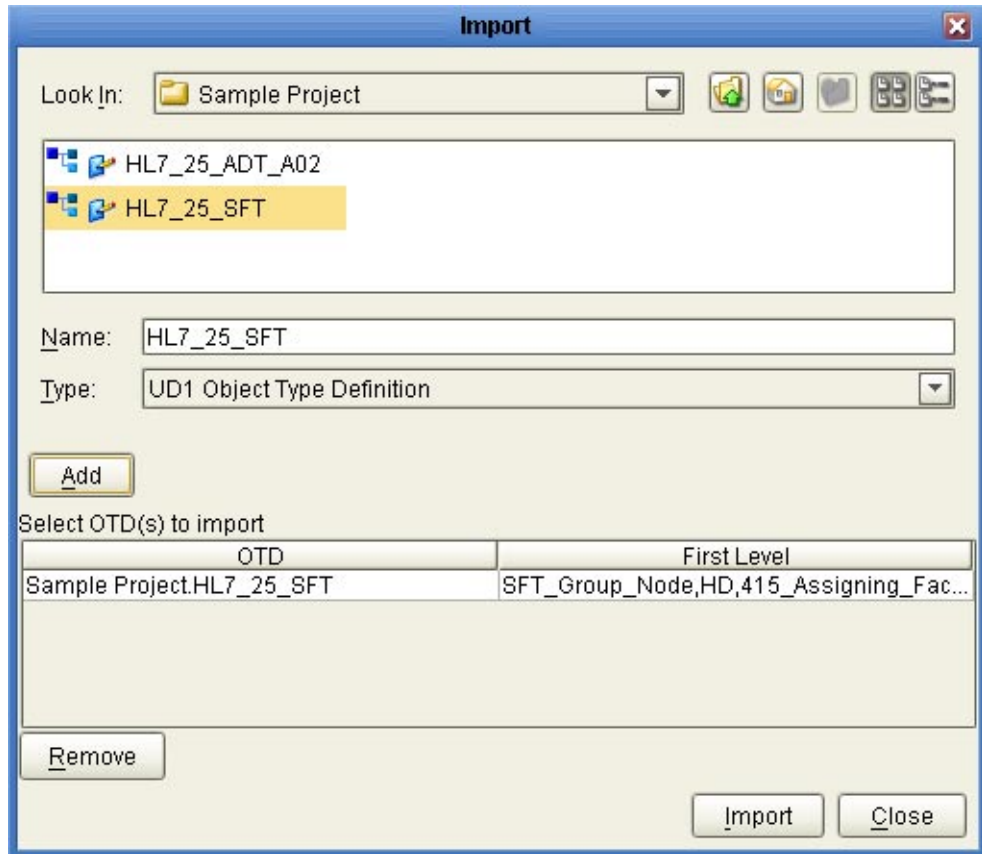 Import
Look In: Sample Project
HL7_25_ADT_A02
HL7_25_SFT
Name: HL7_25_SFT
Type: UD1 Object Type Definition
Add
Select OTD(s) to import
OTD First Level
Sample Project.HL7_25_SFT SFT_Group_Node,HD,415_Assigning_Fac...
Remove
Import Close